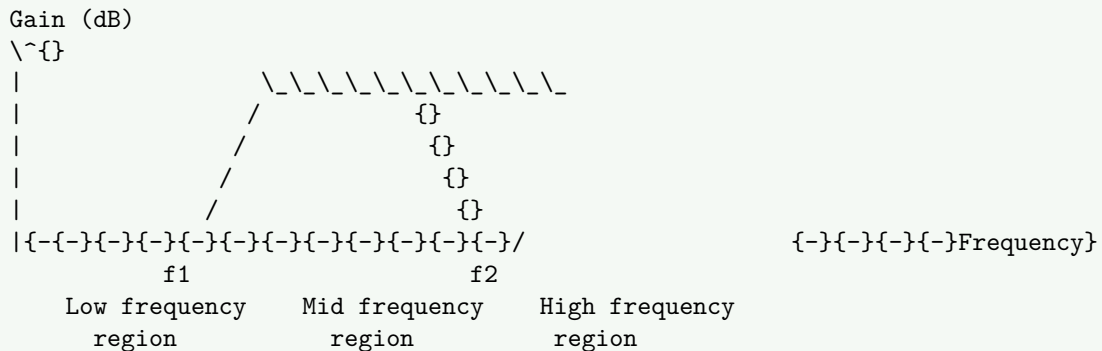 Gain (dB)
\^{}
|                  \_\_\_\_\_\_\_\_\_\_\_
|                 /           {}
|                /             {}
|               /               {}
|              /                 {}
|{-{-}{-}{-}{-}{-}{-}{-}{-}{-}{-}{-}/                   {-}{-}{-}{-}Frequency}
           f1                    f2
    Low frequency    Mid frequency    High frequency
      region           region          region